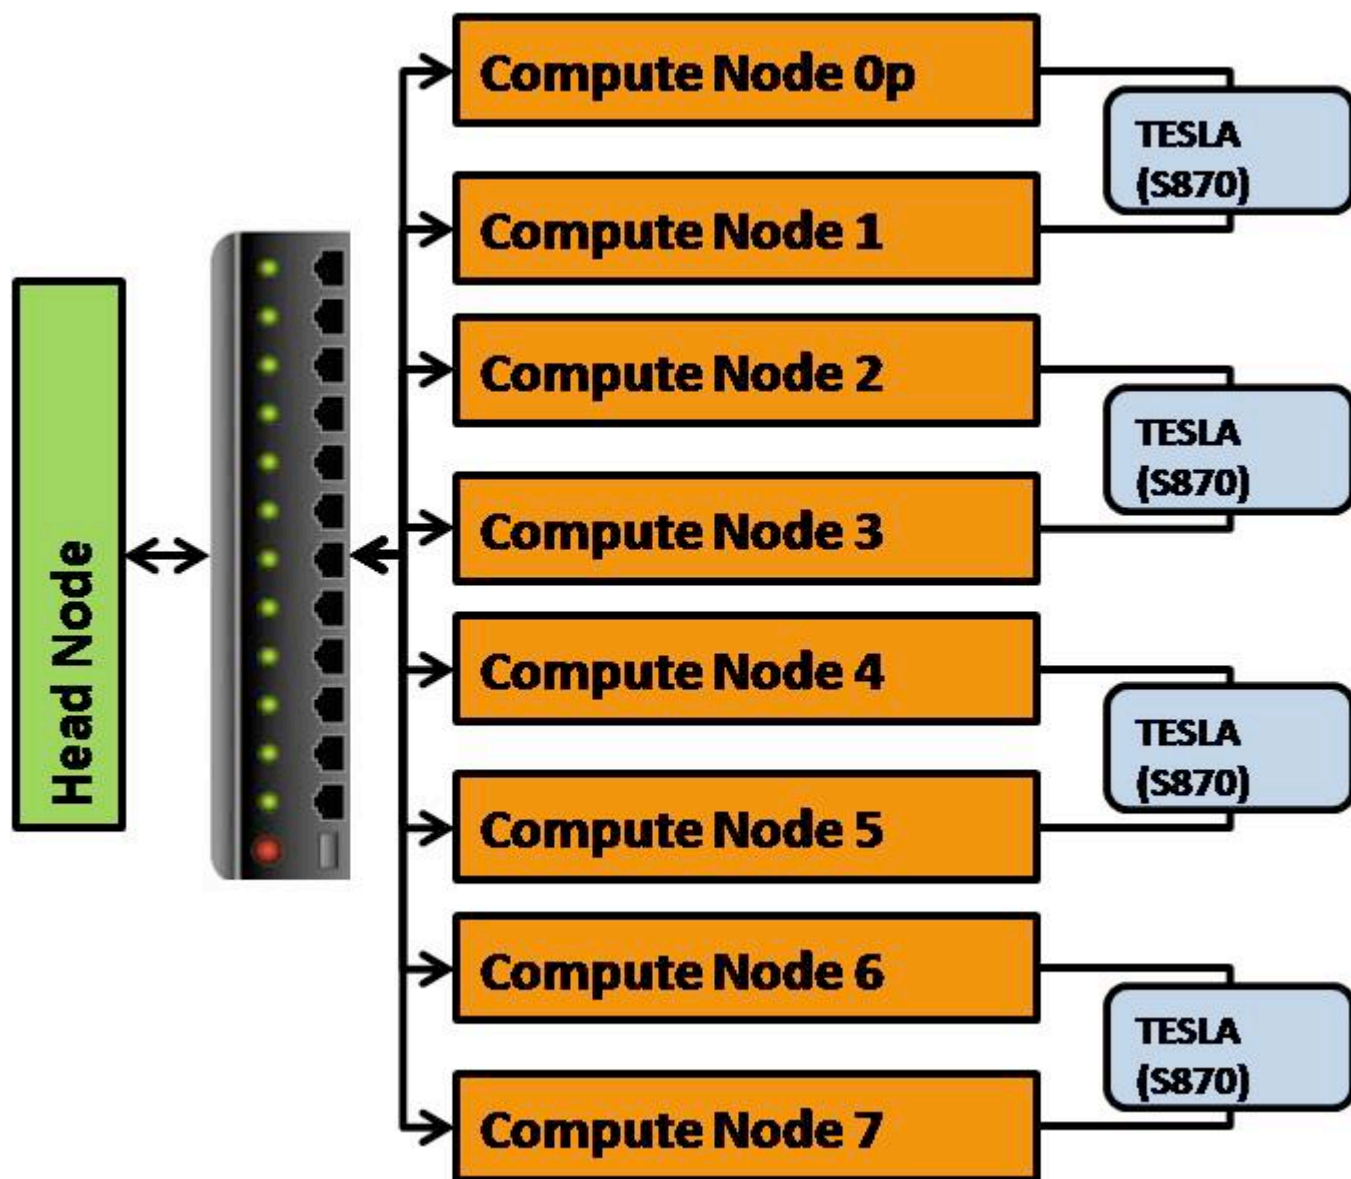 Head Node
Compute Node 0p
Compute Node 1
Compute Node 2
Compute Node 3
Compute Node 4
Compute Node 5
Compute Node 6
Compute Node 7
TESLA
(S870)
TESLA
(S870)
TESLA
(S870)
TESLA
(S870)